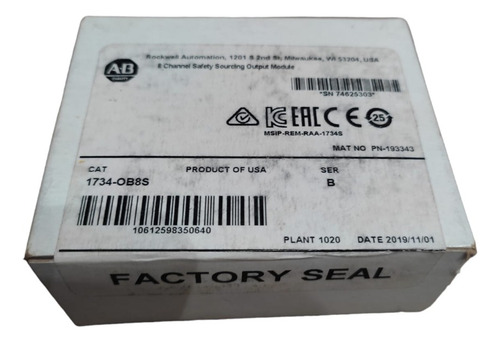 Rockwell Automation, 1201 S 2nd St, Milwaukee, WI 53204, USA
AB
8 Channel Safety Sourcing Output Module
*SN 74625303*
EAC CE 25
MSIP-REM-RAA-1734S
MAT NO PN-193343
CAT PRODUCT OF USA SER
1734-OB8S B
10612598350640
PLANT 1020 DATE 2019/11/01
FACTORY SEAL